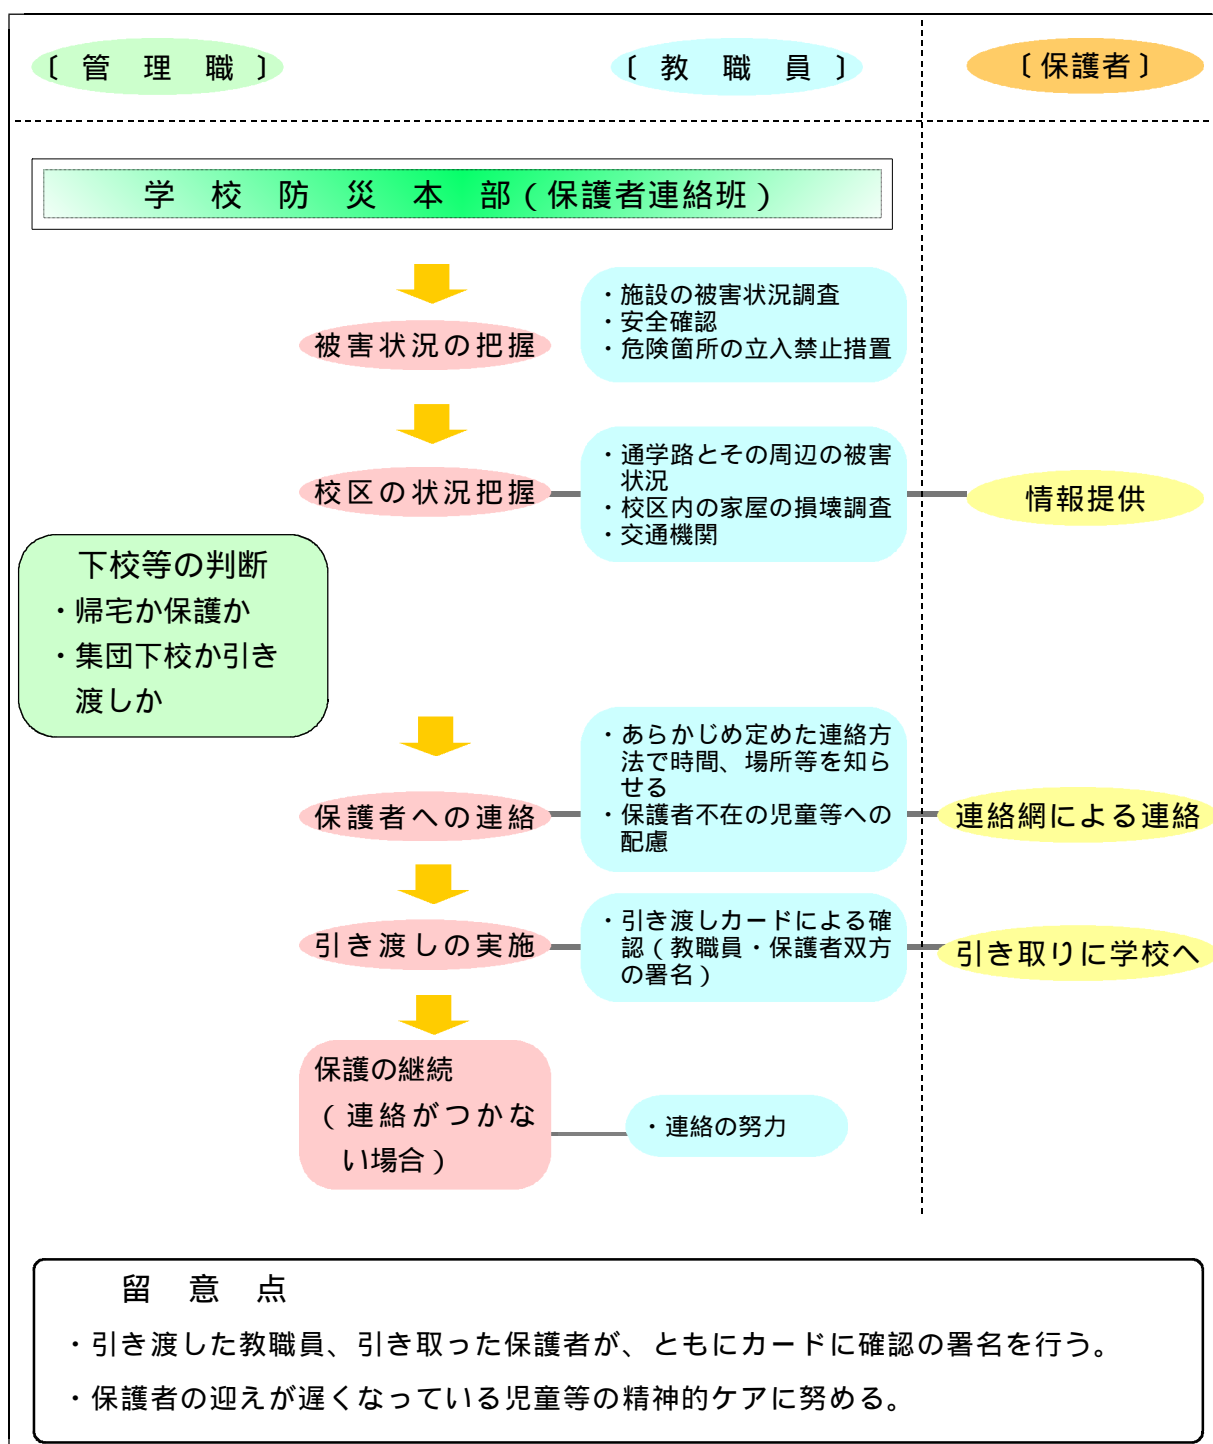 〔管理職〕
〔教職員〕
〔保護者〕
学校防災本部(保護者連絡班)
被害状況の把握
・施設の被害状況調査
・安全確認
・危険箇所の立入禁止措置
校区の状況把握
・通学路とその周辺の被害
状況
・校区内の家屋の損壊調査
・交通機関
情報提供
下校等の判断
・帰宅か保護か
・集団下校か引き
渡しか
保護者への連絡
・あらかじめ定めた連絡方
法で時間、場所等を知ら
せる
・保護者不在の児童等への
配慮
連絡網による連絡
引き渡しの実施
・引き渡しカードによる確
認(教職員・保護者双方
の署名)
引き取りに学校へ
保護の継続
(連絡がつかな
い場合)
・連絡の努力
留意点
・引き渡した教職員、引き取った保護者が、ともにカードに確認の署名を行う。
・保護者の迎えが遅くなっている児童等の精神的ケアに努める。